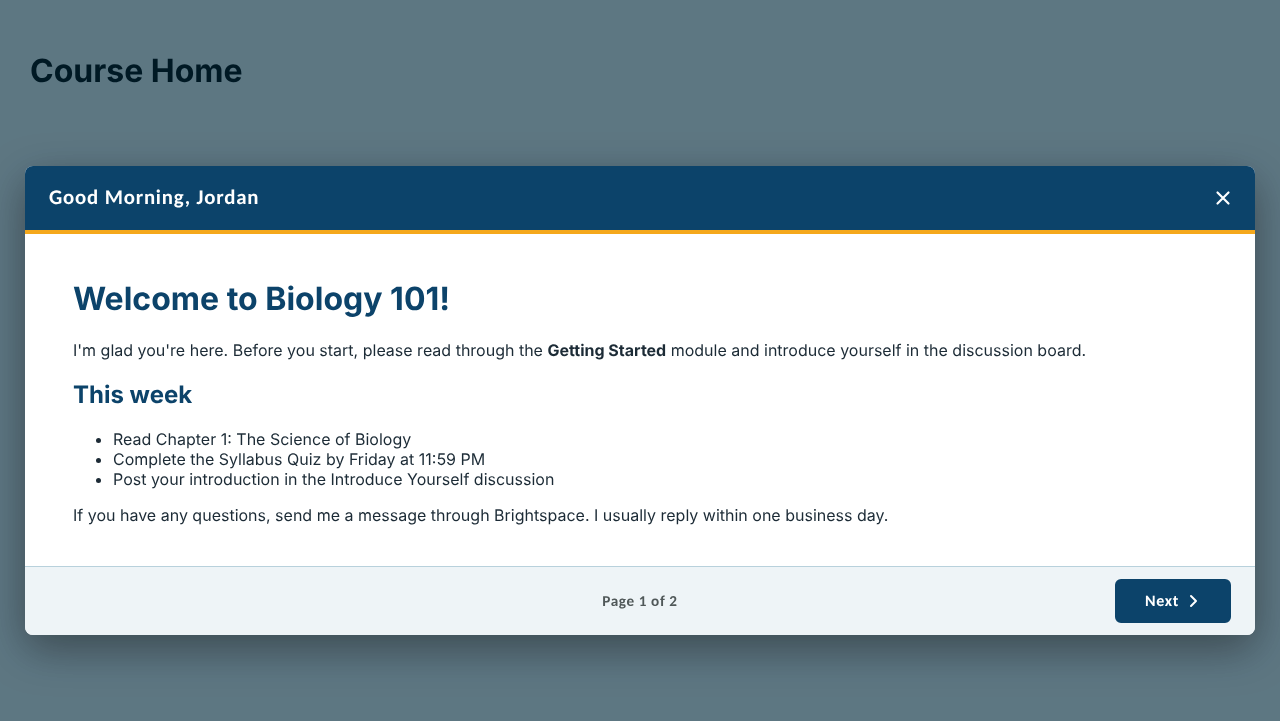 Course Home
Good Morning, Jordan
Welcome to Biology 101!
I'm glad you're here. Before you start, please read through the Getting Started module and introduce yourself in the discussion board.
This week
• Read Chapter 1: The Science of Biology
• Complete the Syllabus Quiz by Friday at 11:59 PM
• Post your introduction in the Introduce Yourself discussion
If you have any questions, send me a message through Brightspace. I usually reply within one business day.
Page 1 of 2
Next